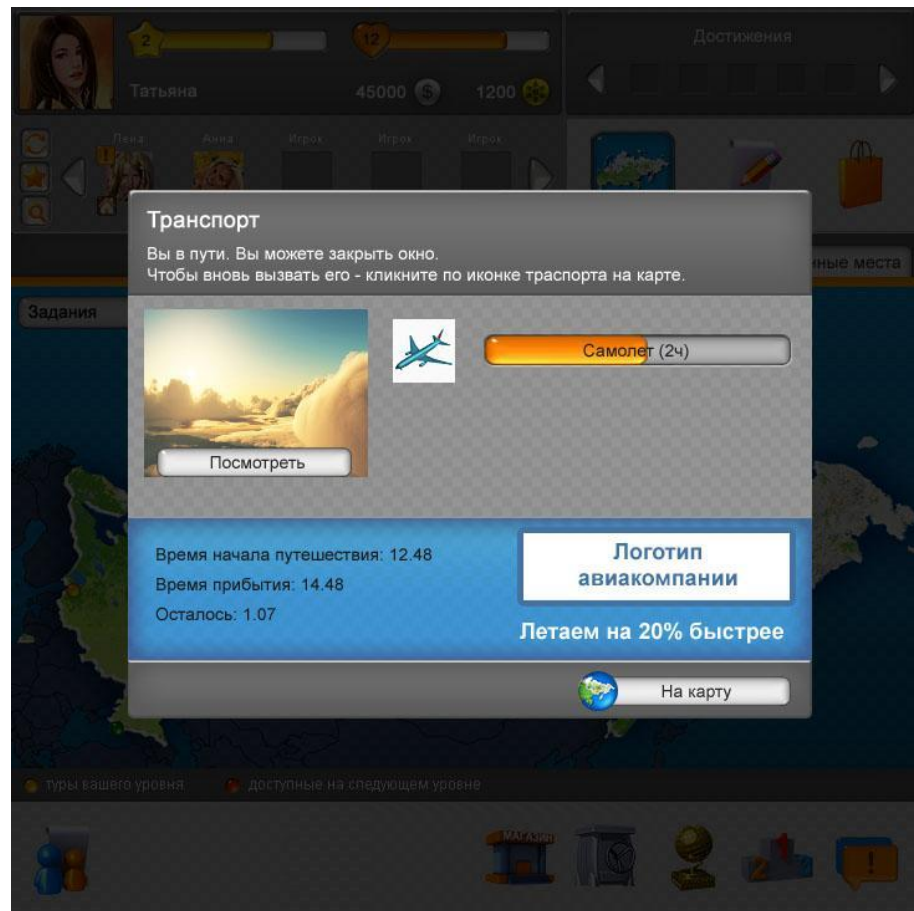 2
12
Достижения
Татьяна
45000
1200
Лена
Анна
Игрок
Игрок
Игрок
Транспорт
Вы в пути. Вы можете закрыть окно.
Чтобы вновь вызвать его - кликните по иконке траспорта на карте.
места
Задания
Самолет (2ч)
Посмотреть
Время начала путешествия: 12.48
Время прибытия: 14.48
Осталось: 1.07
Логотип
авиакомпании
Летаем на 20% быстрее
На карту
туры вашего уровня
доступные на следующем уровне
МАГАЗИН
1
2